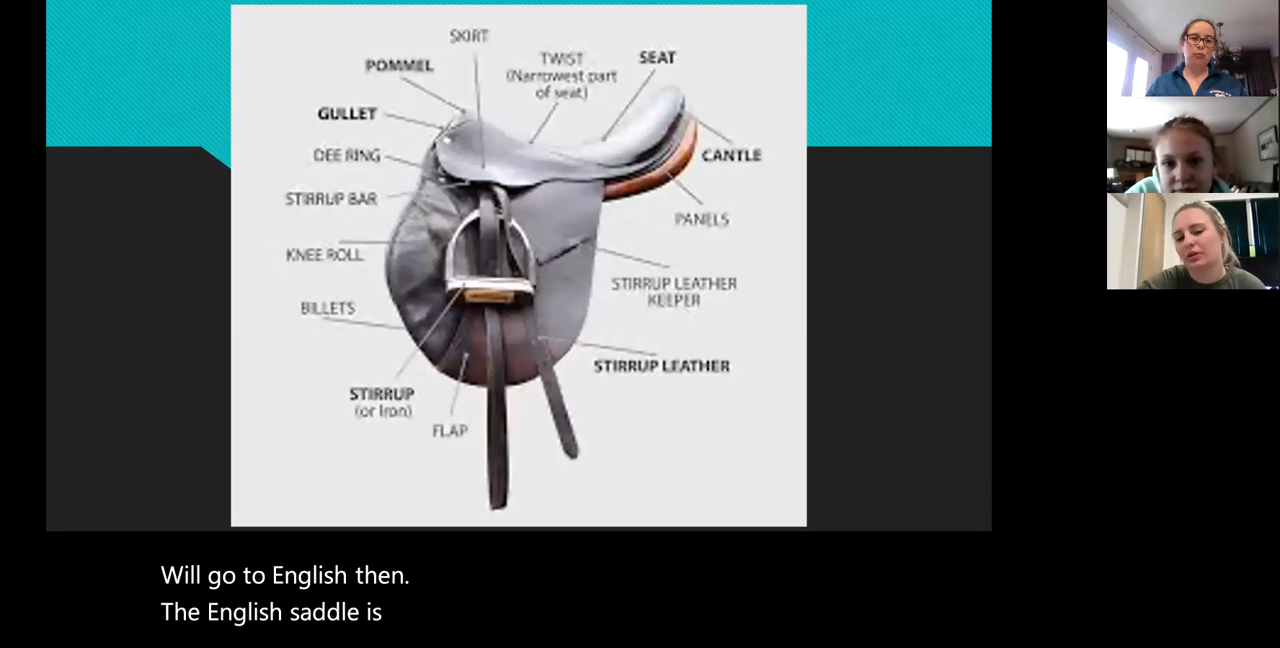 SKIRT
POMMEL
TWIST
(Narrowest part
of seat)
SEAT
GULLET
DEE RING
CANTLE
STIRRUP BAR
PANELS
KNEE ROLL
STIRRUP LEATHER
KEEPER
BILLETS
STIRRUP LEATHER
STIRRUP
(or Iron)
FLAP
Will go to English then.
The English saddle is